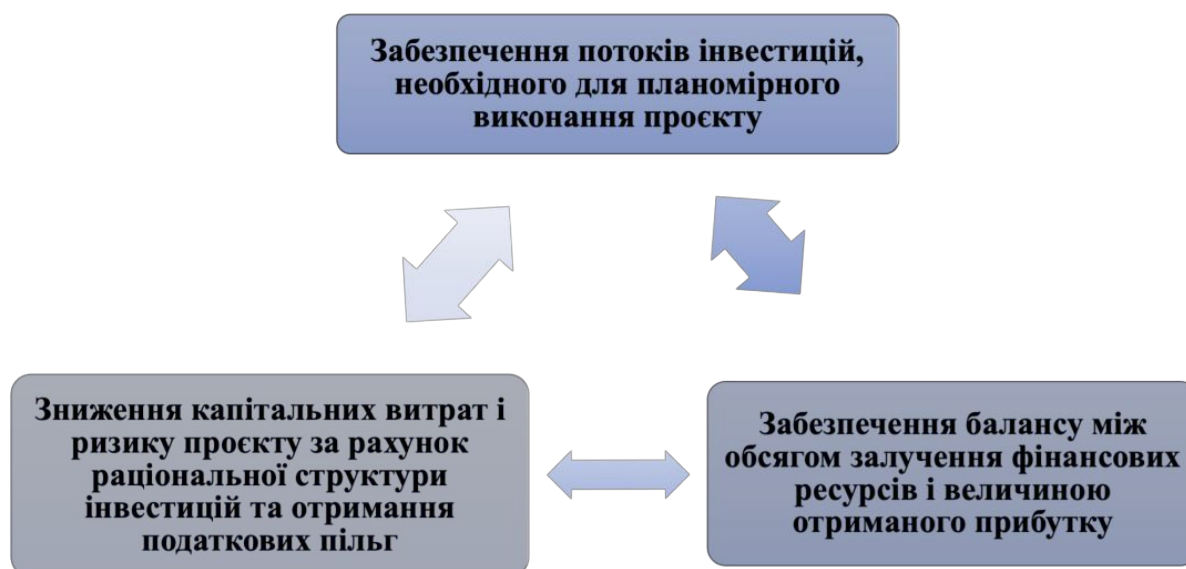 Забезпечення потоків інвестицій,
необхідного для планомірного
виконання проєкту
Зниження капітальних витрат і
ризику проєкту за рахунок
раціональної структури
інвестицій та отримання
податкових пільг
Забезпечення балансу між
обсягом залучення фінансових
ресурсів і величиною
отриманого прибутку